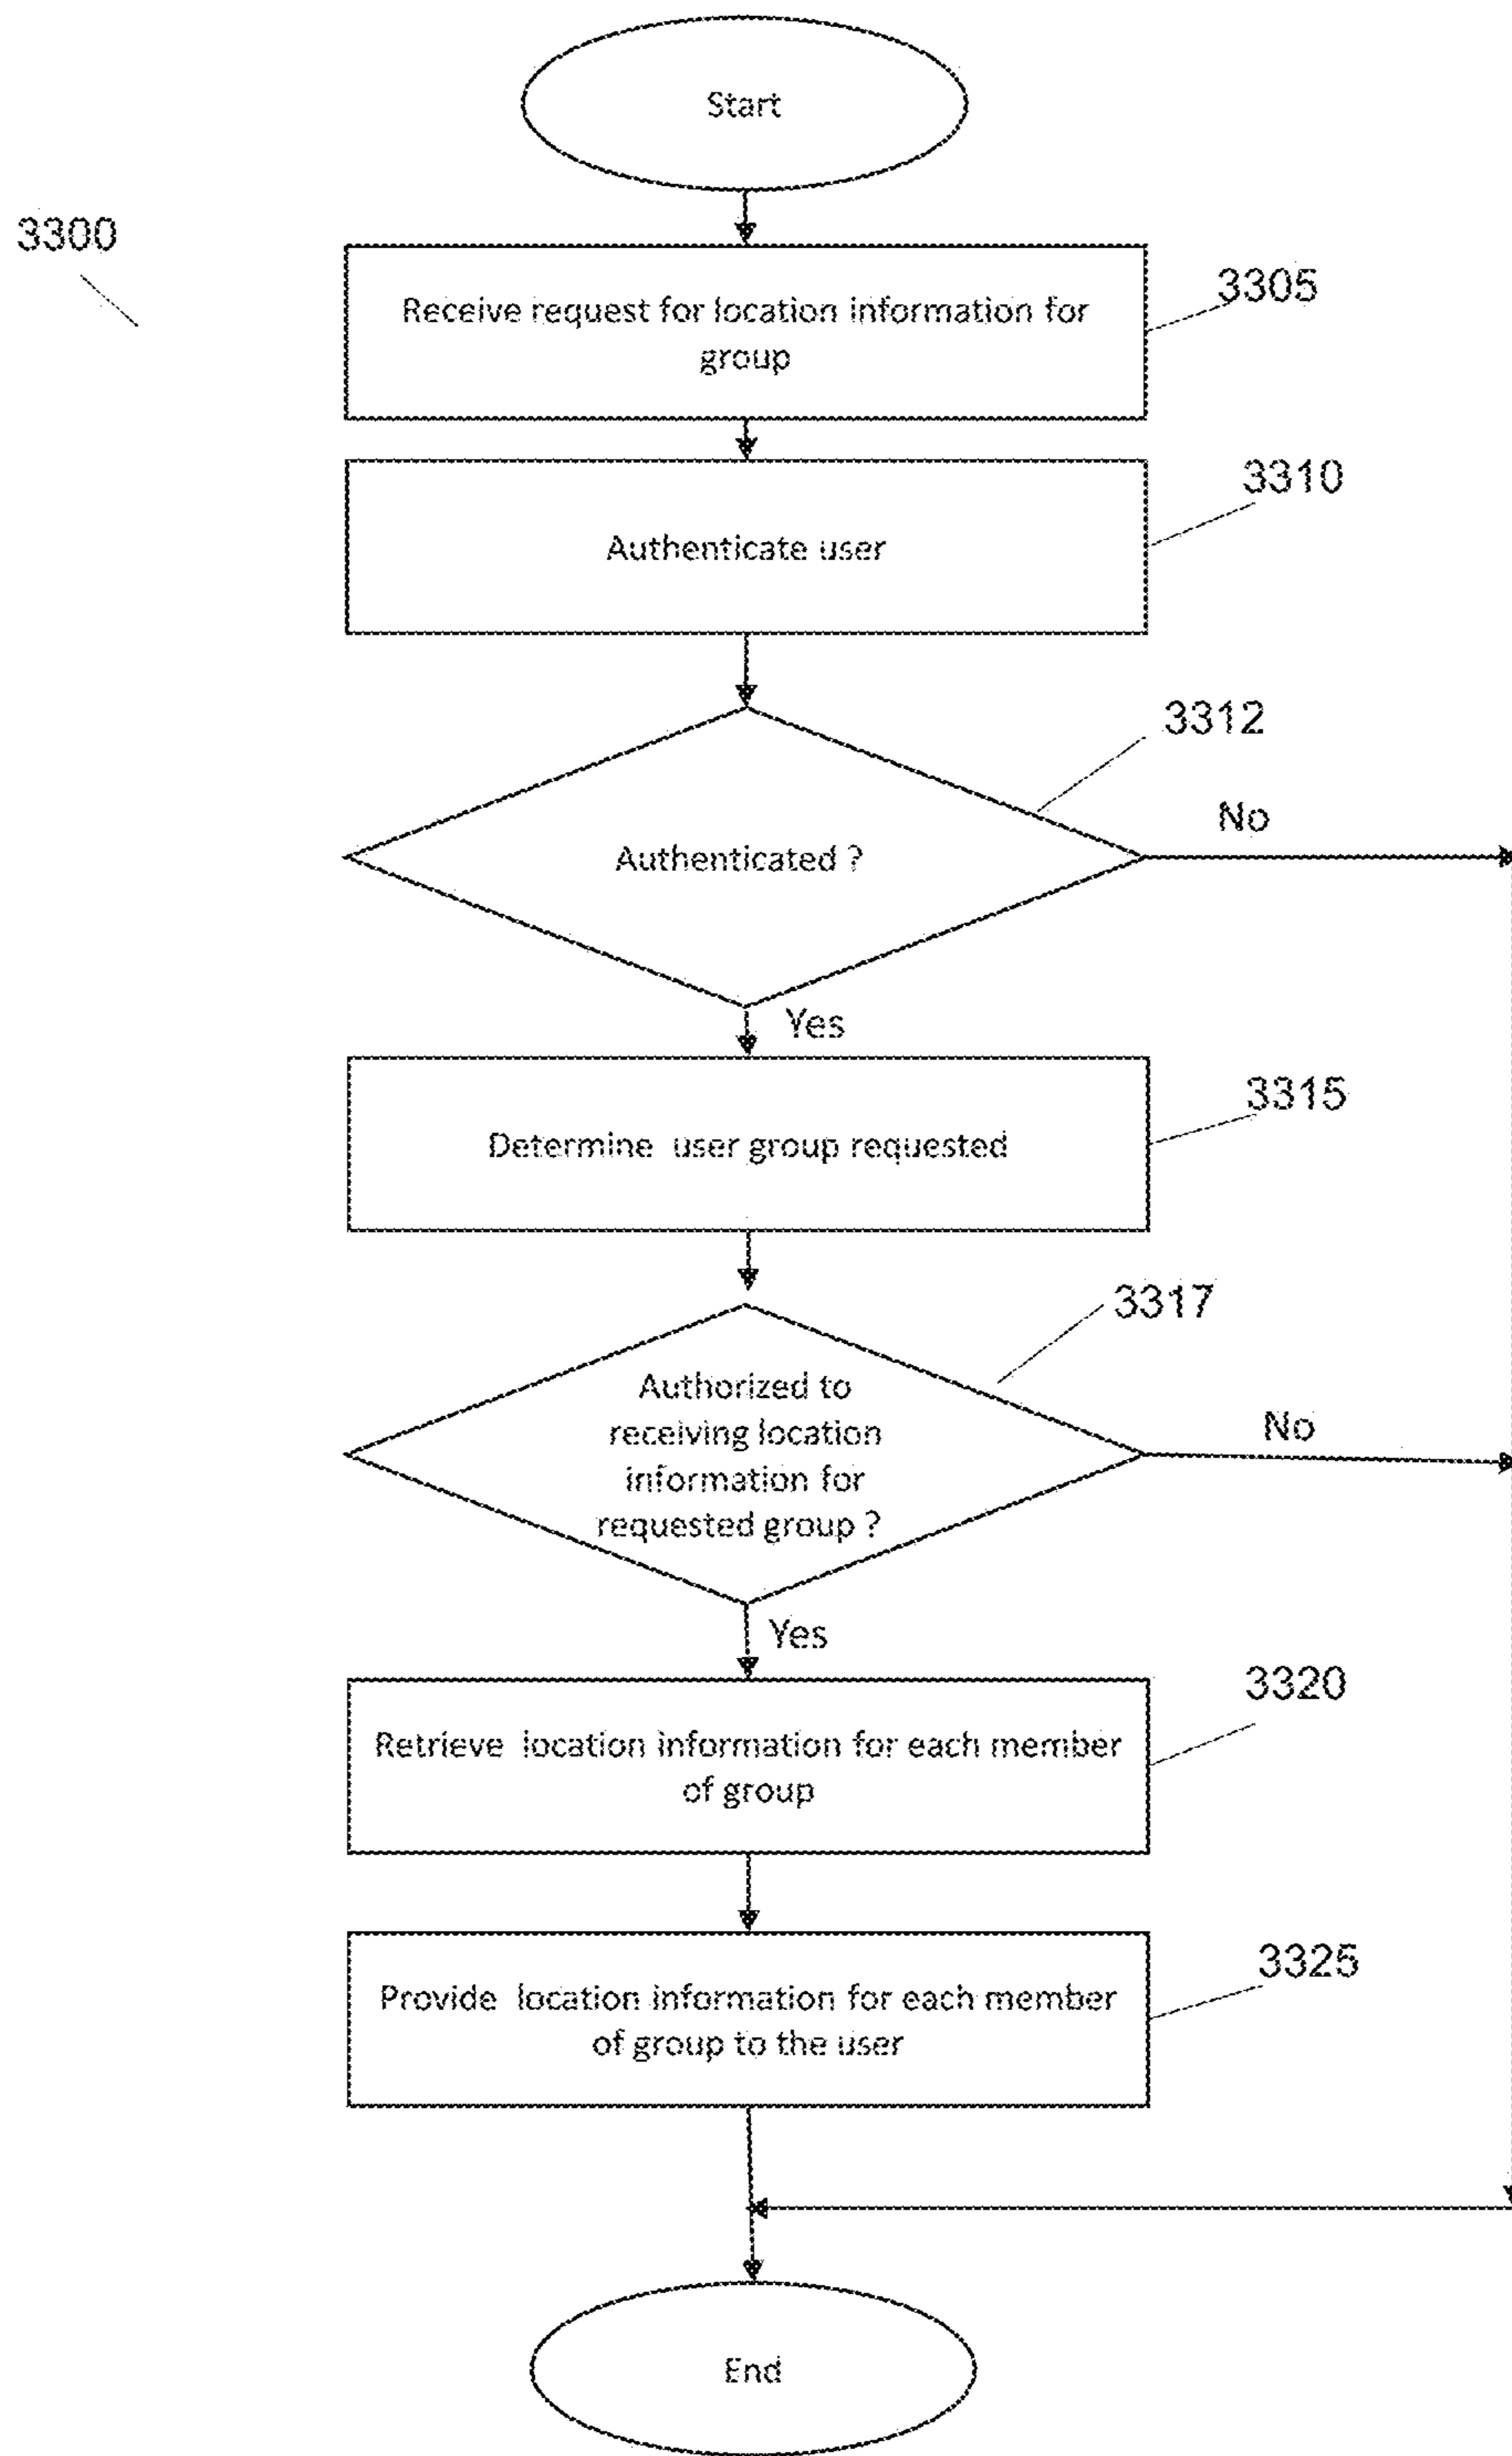 Start
3300
3305
Receive request for location information for
group
3310
Authenticate user
3312
No
Authenticated ?
Yes
3315
Determine user group requested
3317
Authorized to
receiving location
information for
requested group ?
No
Yes
3320
Retrieve location information for each member
of group
3325
Provide location information for each member
of group to the user
End